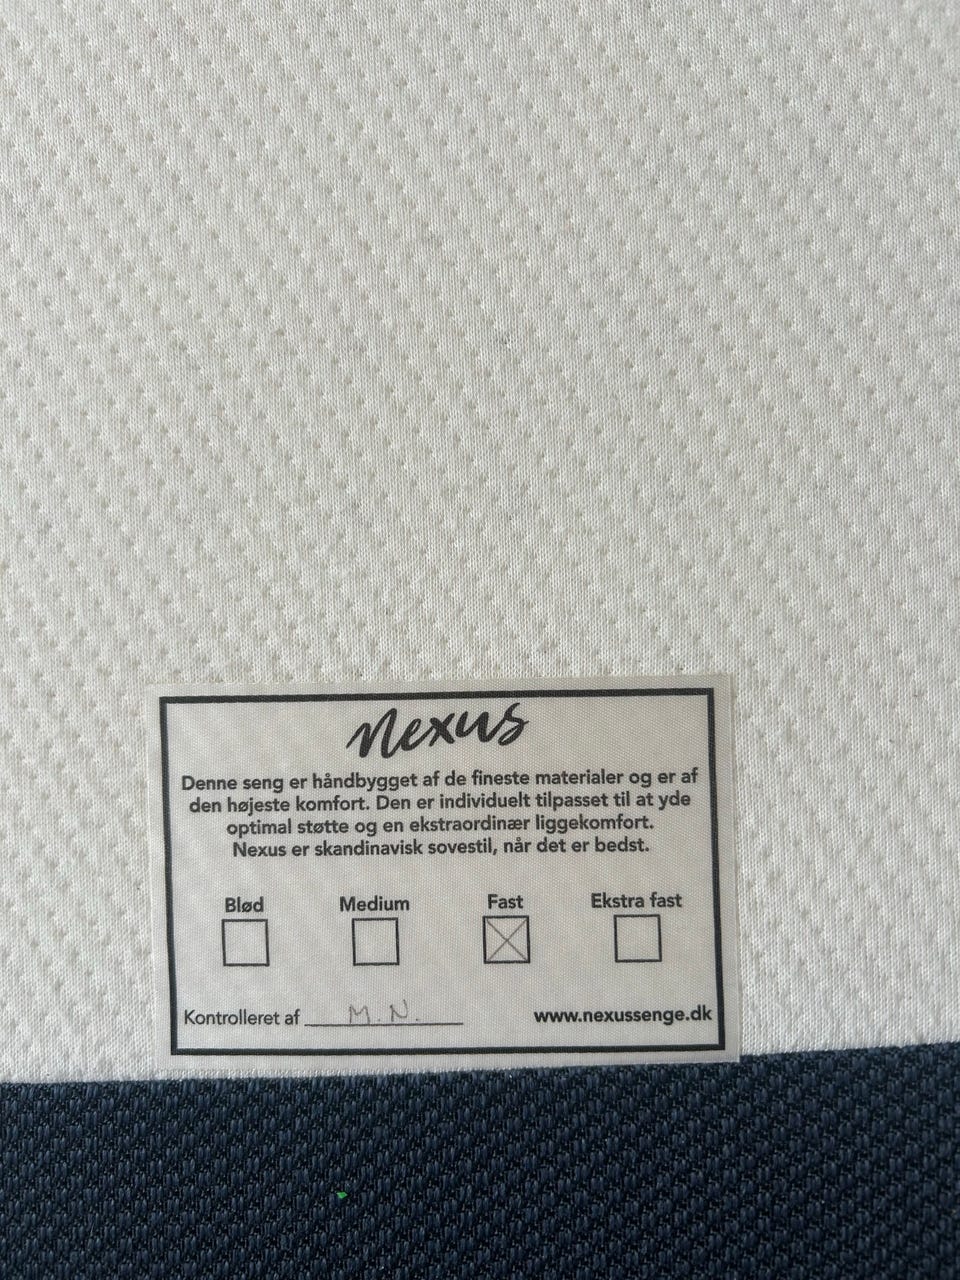 nexus
Denne seng er håndbygget af de fineste materialer og er af
den højeste komfort. Den er individuelt tilpasset til at yde
optimal støtte og en ekstraordinær liggekomfort.
Nexus er skandinavisk sovestil, når det er bedst.
Blød Medium Fast Ekstra fast
Kontrolleret af M.N. www.nexussenge.dk